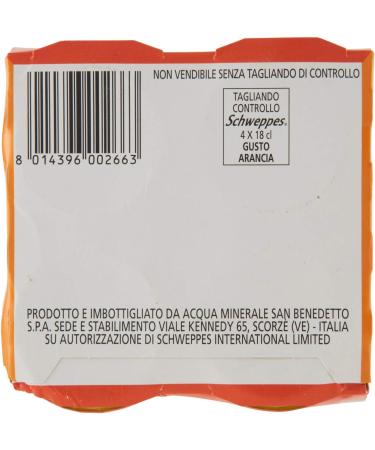 NON VENDIBILE SENZA TAGLIANDO DI CONTROLLO
TAGLIANDO
CONTROLLO
Schweppes®
4 X 18 cl
GUSTO
ARANCIA
8 014396 002663
PRODOTTO E IMBOTTIGLIATO DA ACQUA MINERALE SAN BENEDETTO
S.P.A. SEDE E STABILIMENTO VIALE KENNEDY 65, SCORZÈ (VE) - ITALIA
SU AUTORIZZAZIONE DI SCHWEPPES INTERNATIONAL LIMITED